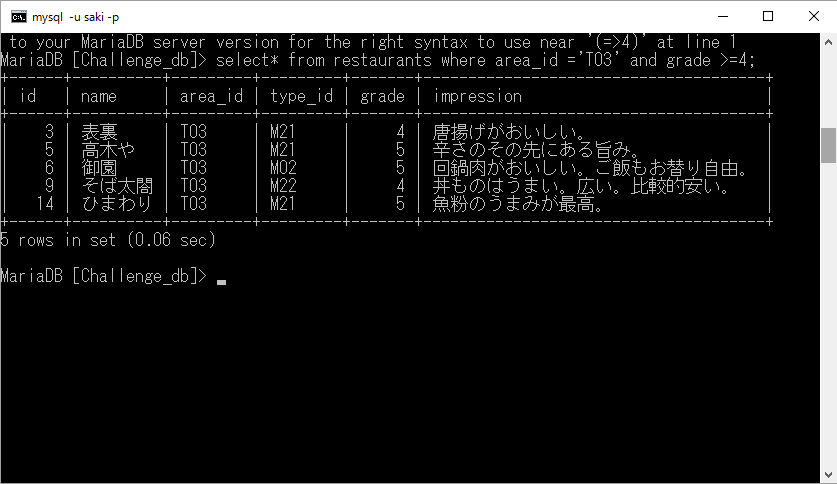 mysql -u saki -p
to your MariaDB server version for the right syntax to use near '(=>4)' at line 1
MariaDB [Challenge_db]> select* from restaurants where area_id ='T03' and grade >=4;
+------+----------+---------+---------+-------+--------------------------------------+
| id | name | area_id | type_id | grade | impression |
+------+----------+---------+---------+-------+--------------------------------------+
| 3 | 表裏 | T03 | M21 | 4 | 唐揚げがおいしい。 |
| 5 | 高木や | T03 | M21 | 5 | 辛さのその先にある旨み。 |
| 6 | 御園 | T03 | M02 | 5 | 回鍋肉がおいしい。ご飯もお替り自由。 |
| 9 | そば太閤 | T03 | M22 | 4 | 丼ものはうまい。広い。比較的安い。 |
| 14 | ひまわり | T03 | M21 | 5 | 魚粉のうまみが最高。 |
+------+----------+---------+---------+-------+--------------------------------------+
5 rows in set (0.06 sec)
MariaDB [Challenge_db]> _